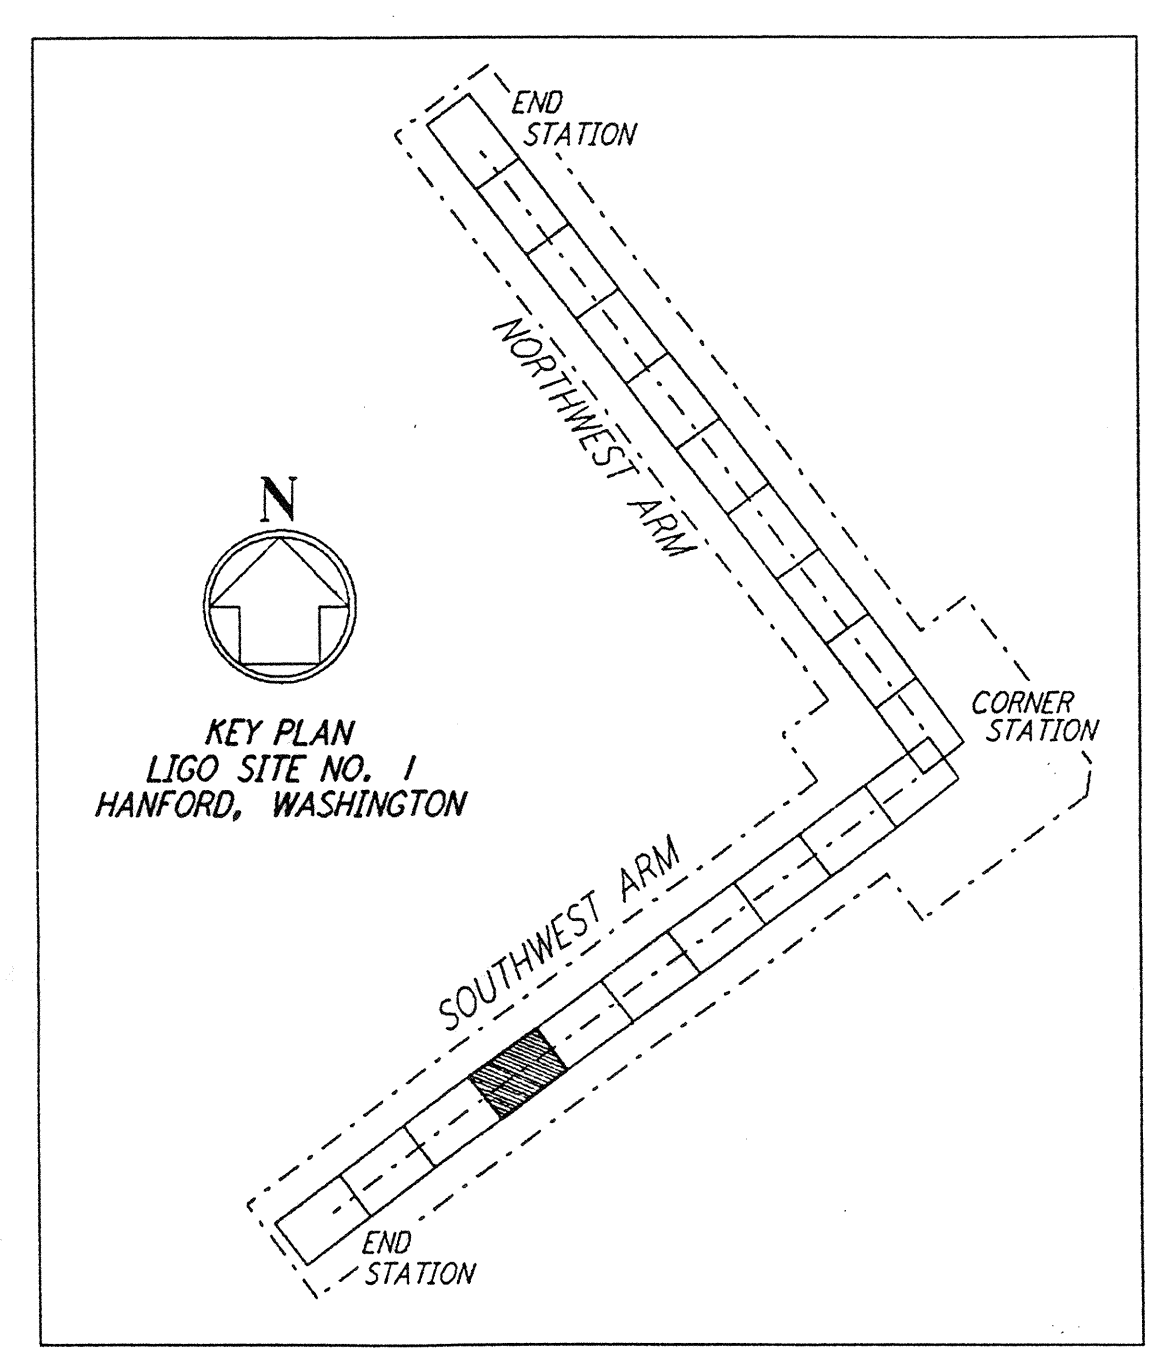 END
STATION
NORTHWEST ARM
N
CORNER
STATION
KEY PLAN
LIGO SITE NO. 1
HANFORD, WASHINGTON
SOUTHWEST ARM
END
STATION